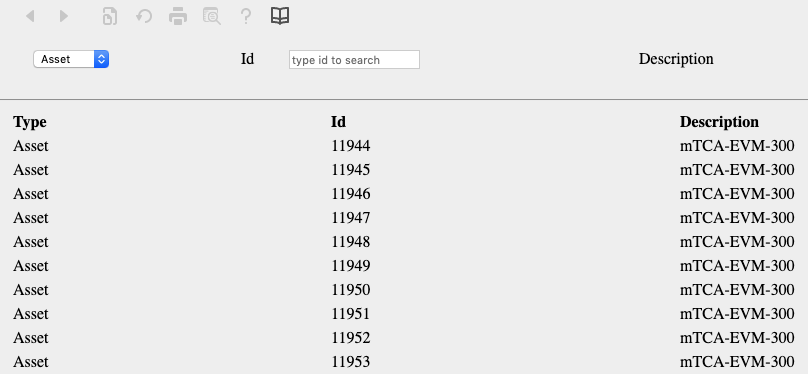 Asset Id type id to search Description
Type Id Description
Asset 11944 mTCA-EVM-300
Asset 11945 mTCA-EVM-300
Asset 11946 mTCA-EVM-300
Asset 11947 mTCA-EVM-300
Asset 11948 mTCA-EVM-300
Asset 11949 mTCA-EVM-300
Asset 11950 mTCA-EVM-300
Asset 11951 mTCA-EVM-300
Asset 11952 mTCA-EVM-300
Asset 11953 mTCA-EVM-300